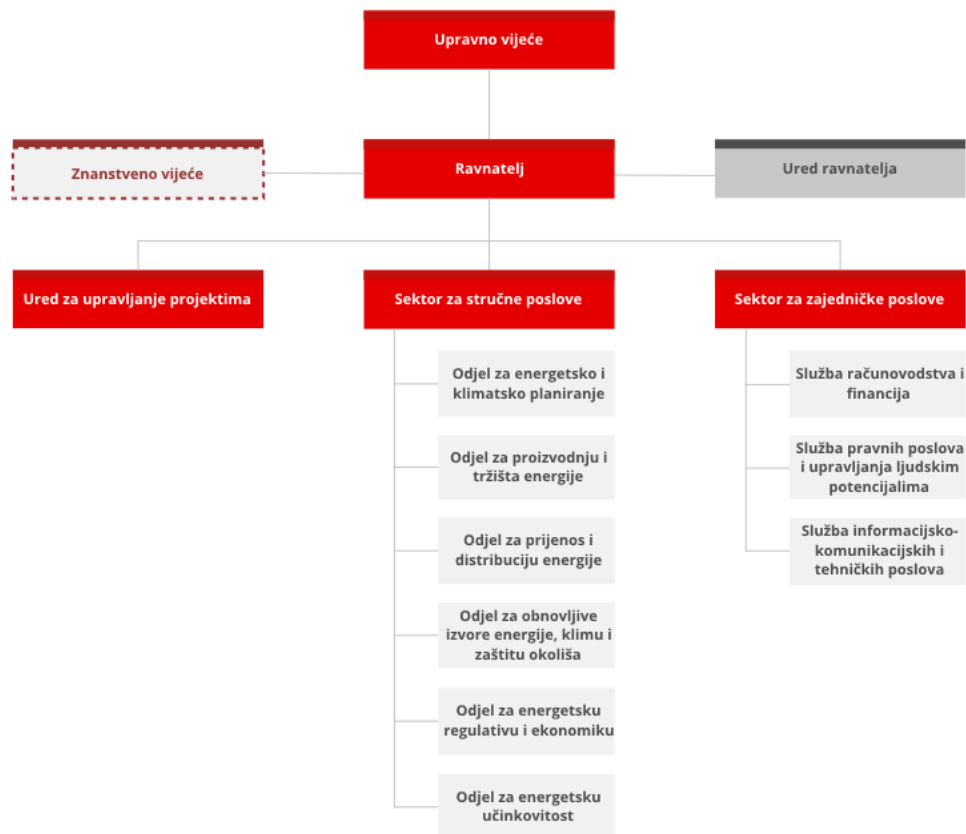 Upravno vijeće
Znanstveno vijeće
Ravnatelj
Ured ravnatelja
Ured za upravljanje projektima
Sektor za stručne poslove
Sektor za zajedničke poslove
Odjel za energetsko i
klimatsko planiranje
Odjel za proizvodnju i
tržišta energije
Odjel za prijenos i
distribuciju energije
Odjel za obnovljive
izvore energije, klimu i
zaštitu okoliša
Odjel za energetsku
regulativu i ekonomiku
Odjel za energetsku
učinkovitost
Služba računovodstva i
financija
Služba pravnih poslova
i upravljanja ljudskim
potencijalima
Služba informacijsko-
komunikacijskih i
tehničkih poslova